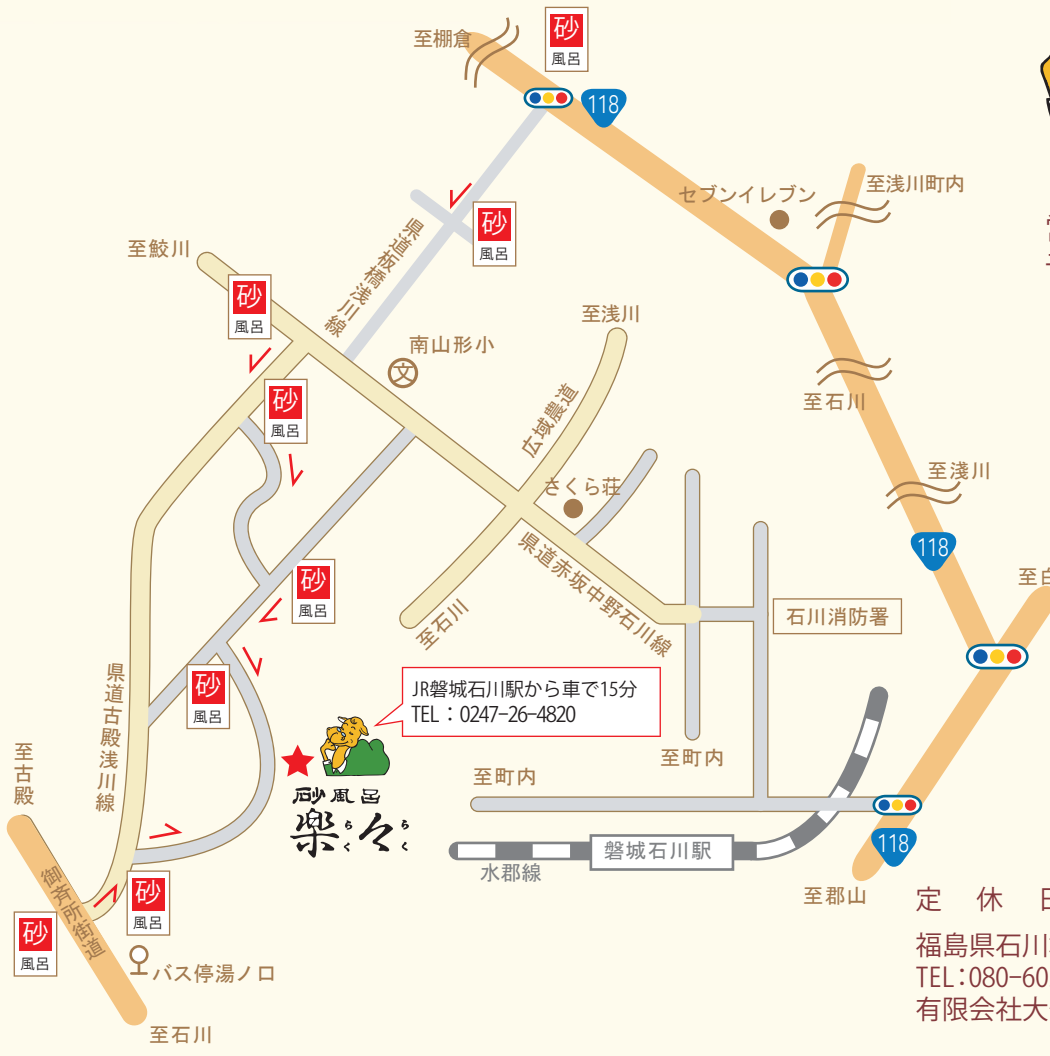 至棚倉
砂
風呂
118
セブンイレブン
至浅川町内
砂
風呂
県道板橋浅川線
至鮫川
砂
風呂
南山形小
文
至浅川
至石川
砂
風呂
広域農道
さくら荘
至浅川
118
県道赤坂中野石川線
至白
砂
風呂
至石川
石川消防署
県道古殿浅川線
砂
風呂
JR磐城石川駅から車で15分
TEL：0247-26-4820
至古殿
至町内
至町内
砂風呂
楽々
らく
らく
118
磐城石川駅
水郡線
至郡山
御斉所街道
砂
風呂
砂
風呂
バス停湯ノ口
至石川
定休日
福島県石川
TEL:080-60
有限会社大